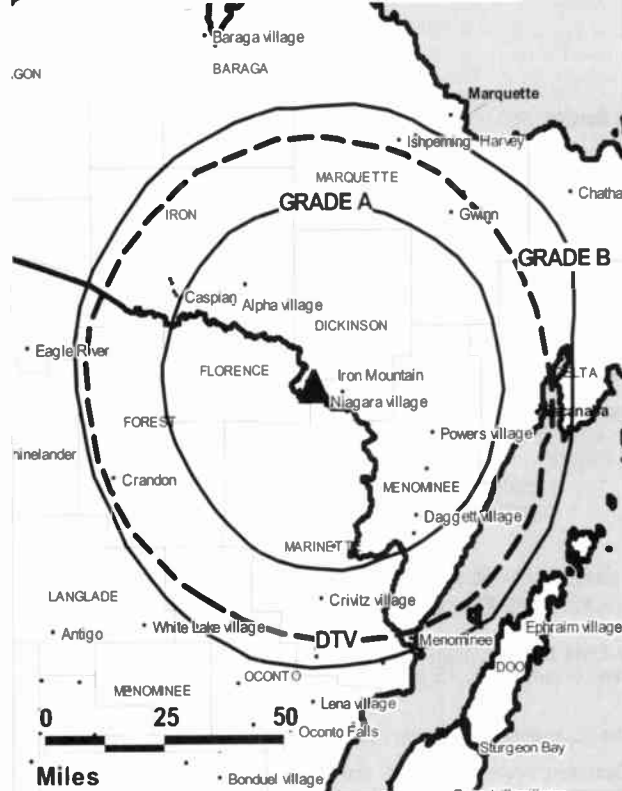 Baraga village
.GON
BARAGA
Marquette
Ishpeming Harvey
MARQUETTE
Chatha
GRADE A
IRON
Gwinn
GRADE B
Caspian
Alpha village
DICKINSON
Eagle River
FLORENCE
Iron Mountain
ELTA
Niagara village
FOREST
Powers village
hinelander
Crandon
MENOMINEE
Daggett village
MARINETTE
LANGLADE
Crivitz village
Antigo
White Lake village
DTV
Menominee
Ephraim village
DOO
OCONTO
MENOMINEE
Lena village
0 25 50
Oconto Falls
Sturgeon Bay
Miles
Bonduel village